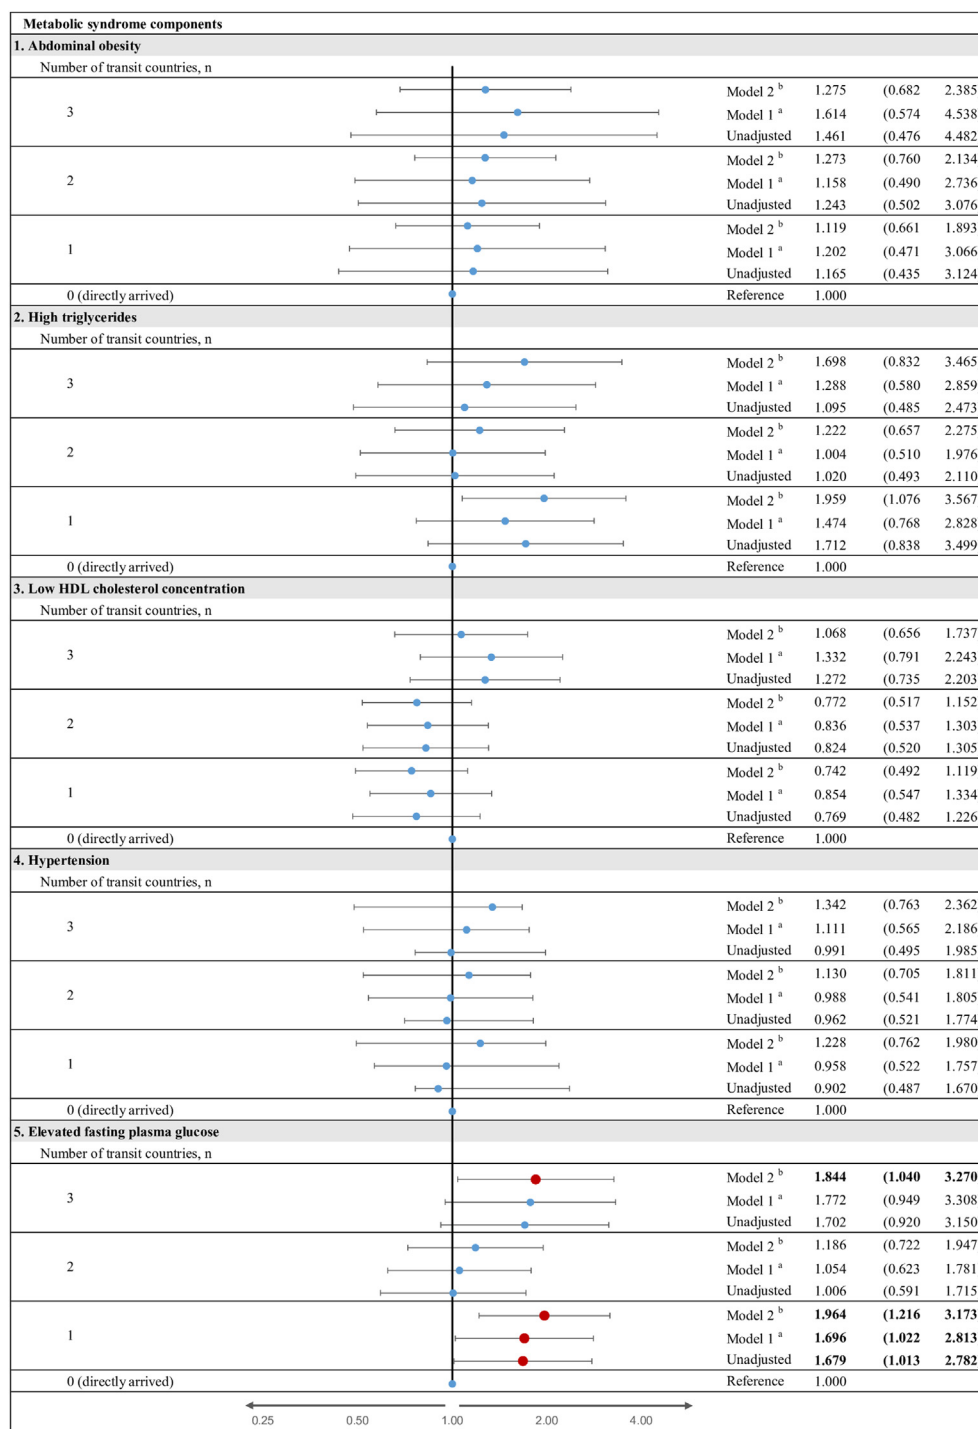 Metabolic syndrome components
1. Abdominal obesity
Number of transit countries, n
3
Model 2 b 1.275 (0.682 2.385
Model 1 a 1.614 (0.574 4.538
Unadjusted 1.461 (0.476 4.482
2
Model 2 b 1.273 (0.760 2.134
Model 1 a 1.158 (0.490 2.736
Unadjusted 1.243 (0.502 3.076
1
Model 2 b 1.119 (0.661 1.893
Model 1 a 1.202 (0.471 3.066
Unadjusted 1.165 (0.435 3.124
0 (directly arrived) Reference 1.000
2. High triglycerides
Number of transit countries, n
3
Model 2 b 1.698 (0.832 3.465
Model 1 a 1.288 (0.580 2.859
Unadjusted 1.095 (0.485 2.473
2
Model 2 b 1.222 (0.657 2.275
Model 1 a 1.004 (0.510 1.976
Unadjusted 1.020 (0.493 2.110
1
Model 2 b 1.959 (1.076 3.567
Model 1 a 1.474 (0.768 2.828
Unadjusted 1.712 (0.838 3.499
0 (directly arrived) Reference 1.000
3. Low HDL cholesterol concentration
Number of transit countries, n
3
Model 2 b 1.068 (0.656 1.737
Model 1 a 1.332 (0.791 2.243
Unadjusted 1.272 (0.735 2.203
2
Model 2 b 0.772 (0.517 1.152
Model 1 a 0.836 (0.537 1.303
Unadjusted 0.824 (0.520 1.305
1
Model 2 b 0.742 (0.492 1.119
Model 1 a 0.854 (0.547 1.334
Unadjusted 0.769 (0.482 1.226
0 (directly arrived) Reference 1.000
4. Hypertension
Number of transit countries, n
3
Model 2 b 1.342 (0.763 2.362
Model 1 a 1.111 (0.565 2.186
Unadjusted 0.991 (0.495 1.985
2
Model 2 b 1.130 (0.705 1.811
Model 1 a 0.988 (0.541 1.805
Unadjusted 0.962 (0.521 1.774
1
Model 2 b 1.228 (0.762 1.980
Model 1 a 0.958 (0.522 1.757
Unadjusted 0.902 (0.487 1.670
0 (directly arrived) Reference 1.000
5. Elevated fasting plasma glucose
Number of transit countries, n
3
Model 2 b 1.844 (1.040 3.270
Model 1 a 1.772 (0.949 3.308
Unadjusted 1.702 (0.920 3.150
2
Model 2 b 1.186 (0.722 1.947
Model 1 a 1.054 (0.623 1.781
Unadjusted 1.006 (0.591 1.715
1
Model 2 b 1.964 (1.216 3.173
Model 1 a 1.696 (1.022 2.813
Unadjusted 1.679 (1.013 2.782
0 (directly arrived) Reference 1.000
0.25 0.50 1.00 2.00 4.00